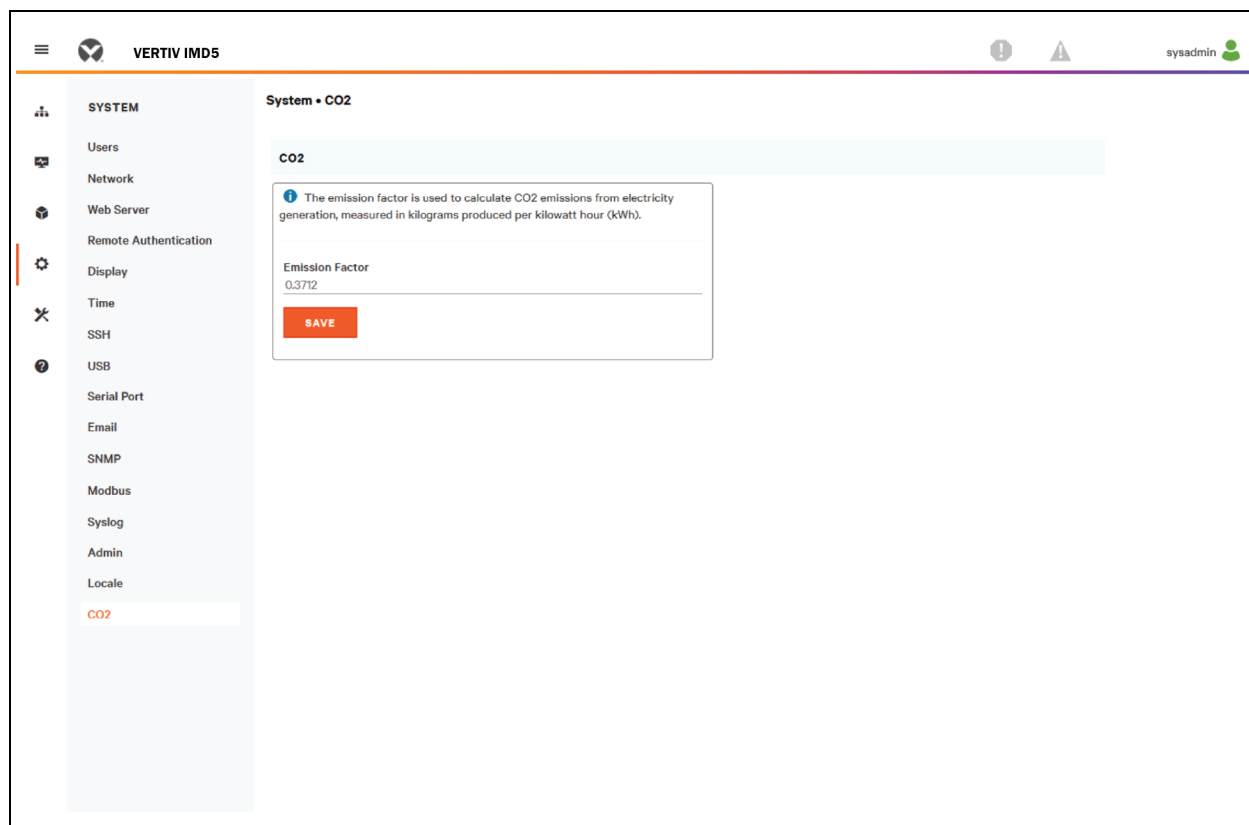 VERTIV IMD5
sysadmin
SYSTEM
Users
Network
Web Server
Remote Authentication
Display
Time
SSH
USB
Serial Port
Email
SNMP
Modbus
Syslog
Admin
Locale
CO2
System • CO2
CO2
The emission factor is used to calculate CO2 emissions from electricity
generation, measured in kilograms produced per kilowatt hour (kWh).
Emission Factor
0.3712
SAVE